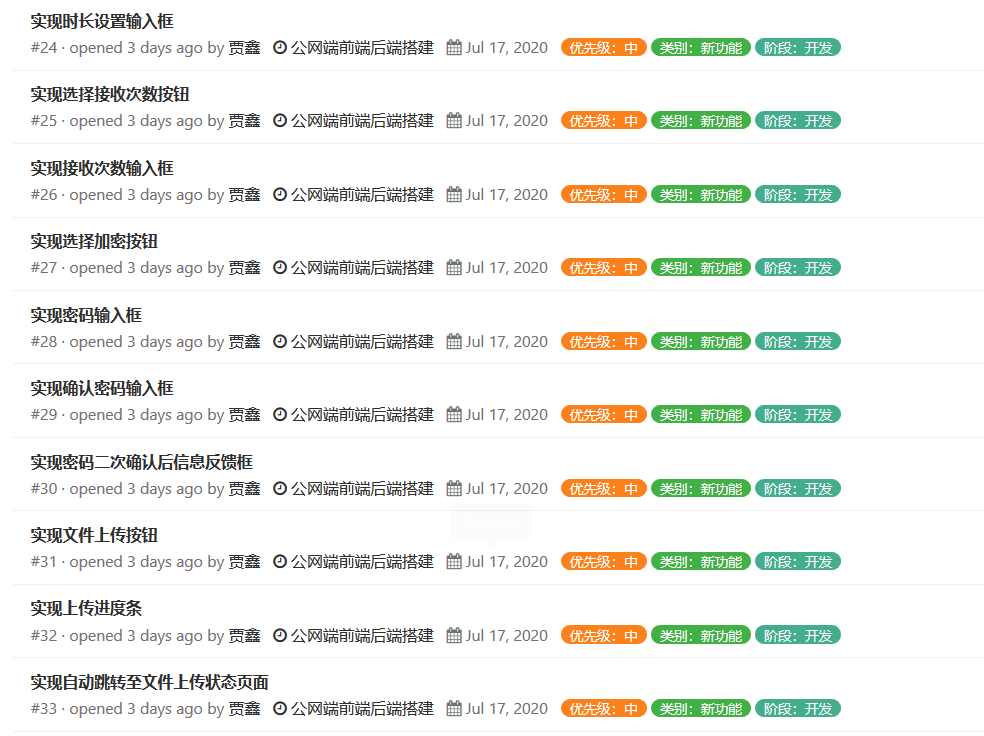 实现时长设置输入框
#24 · opened 3 days ago by 贾鑫 公网端前端后端搭建 Jul 17, 2020 优先级：中 类别：新功能 阶段：开发
实现选择接收次数按钮
#25 · opened 3 days ago by 贾鑫 公网端前端后端搭建 Jul 17, 2020 优先级：中 类别：新功能 阶段：开发
实现接收次数输入框
#26 · opened 3 days ago by 贾鑫 公网端前端后端搭建 Jul 17, 2020 优先级：中 类别：新功能 阶段：开发
实现选择加密按钮
#27 · opened 3 days ago by 贾鑫 公网端前端后端搭建 Jul 17, 2020 优先级：中 类别：新功能 阶段：开发
实现密码输入框
#28 · opened 3 days ago by 贾鑫 公网端前端后端搭建 Jul 17, 2020 优先级：中 类别：新功能 阶段：开发
实现确认密码输入框
#29 · opened 3 days ago by 贾鑫 公网端前端后端搭建 Jul 17, 2020 优先级：中 类别：新功能 阶段：开发
实现密码二次确认后信息反馈框
#30 · opened 3 days ago by 贾鑫 公网端前端后端搭建 Jul 17, 2020 优先级：中 类别：新功能 阶段：开发
实现文件上传按钮
#31 · opened 3 days ago by 贾鑫 公网端前端后端搭建 Jul 17, 2020 优先级：中 类别：新功能 阶段：开发
实现上传进度条
#32 · opened 3 days ago by 贾鑫 公网端前端后端搭建 Jul 17, 2020 优先级：中 类别：新功能 阶段：开发
实现自动跳转至文件上传状态页面
#33 · opened 3 days ago by 贾鑫 公网端前端后端搭建 Jul 17, 2020 优先级：中 类别：新功能 阶段：开发